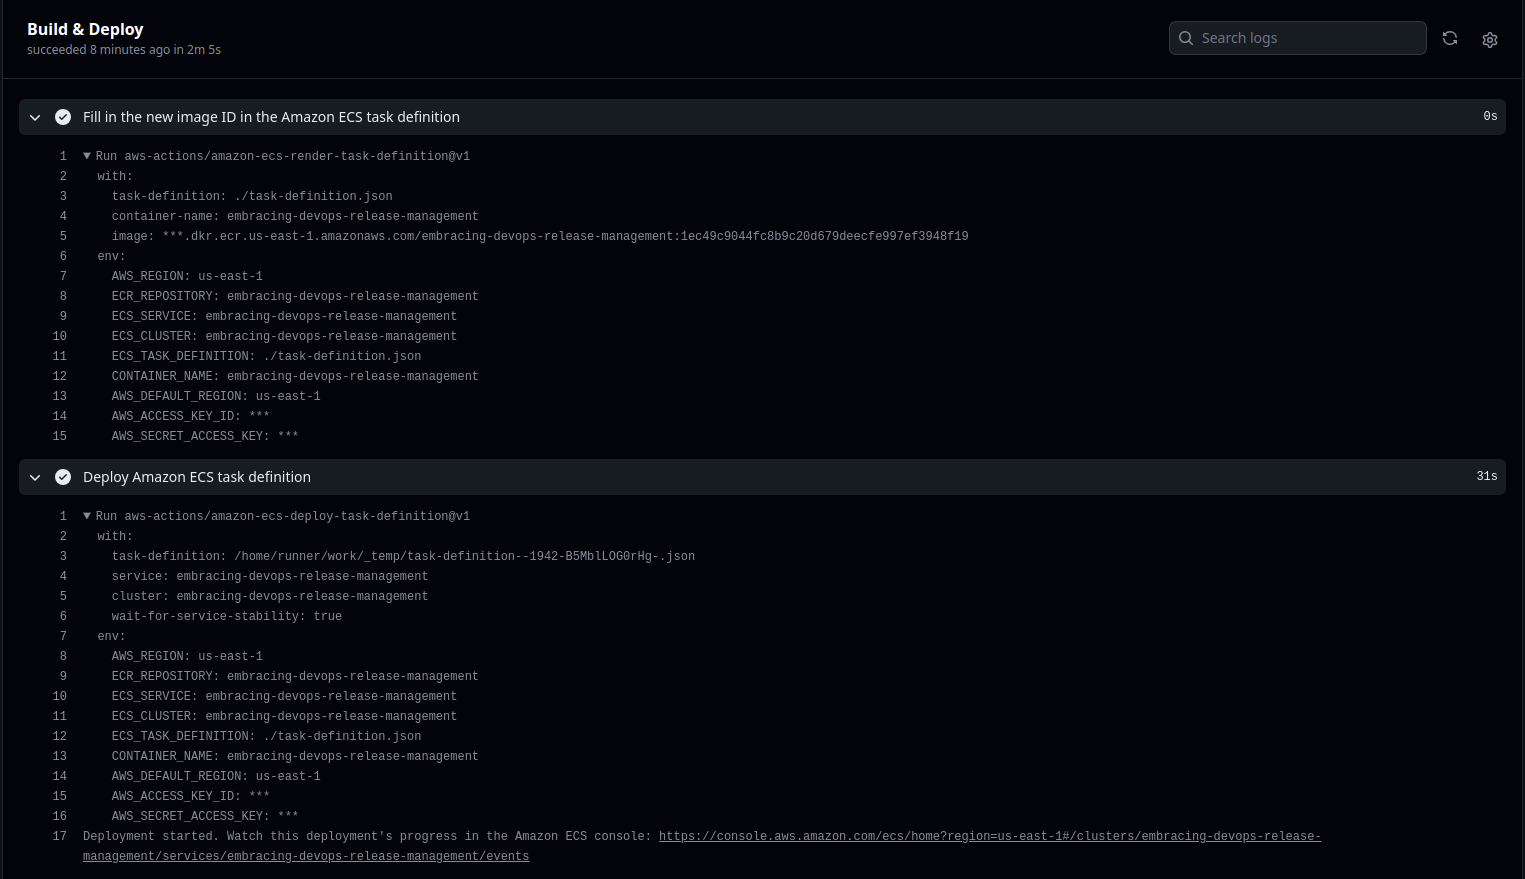 Build & Deploy
succeeded 8 minutes ago in 2m 5s
Search logs
Fill in the new image ID in the Amazon ECS task definition 0s
1 ▼ Run aws-actions/amazon-ecs-render-task-definition@v1
2 with:
3 task-definition: ./task-definition.json
4 container-name: embracing-devops-release-management
5 image: ***.dkr.ecr.us-east-1.amazonaws.com/embracing-devops-release-management:1ec49c9044fc8b9c20d679deecfe997ef3948f19
6 env:
7 AWS_REGION: us-east-1
8 ECR_REPOSITORY: embracing-devops-release-management
9 ECS_SERVICE: embracing-devops-release-management
10 ECS_CLUSTER: embracing-devops-release-management
11 ECS_TASK_DEFINITION: ./task-definition.json
12 CONTAINER_NAME: embracing-devops-release-management
13 AWS_DEFAULT_REGION: us-east-1
14 AWS_ACCESS_KEY_ID: ***
15 AWS_SECRET_ACCESS_KEY: ***
Deploy Amazon ECS task definition 31s
1 ▼ Run aws-actions/amazon-ecs-deploy-task-definition@v1
2 with:
3 task-definition: /home/runner/work/_temp/task-definition--1942-B5MblLOG0rHg-.json
4 service: embracing-devops-release-management
5 cluster: embracing-devops-release-management
6 wait-for-service-stability: true
7 env:
8 AWS_REGION: us-east-1
9 ECR_REPOSITORY: embracing-devops-release-management
10 ECS_SERVICE: embracing-devops-release-management
11 ECS_CLUSTER: embracing-devops-release-management
12 ECS_TASK_DEFINITION: ./task-definition.json
13 CONTAINER_NAME: embracing-devops-release-management
14 AWS_DEFAULT_REGION: us-east-1
15 AWS_ACCESS_KEY_ID: ***
16 AWS_SECRET_ACCESS_KEY: ***
17 Deployment started. Watch this deployment's progress in the Amazon ECS console: https://console.aws.amazon.com/ecs/home?region=us-east-1#/clusters/embracing-devops-release-
management/services/embracing-devops-release-management/events